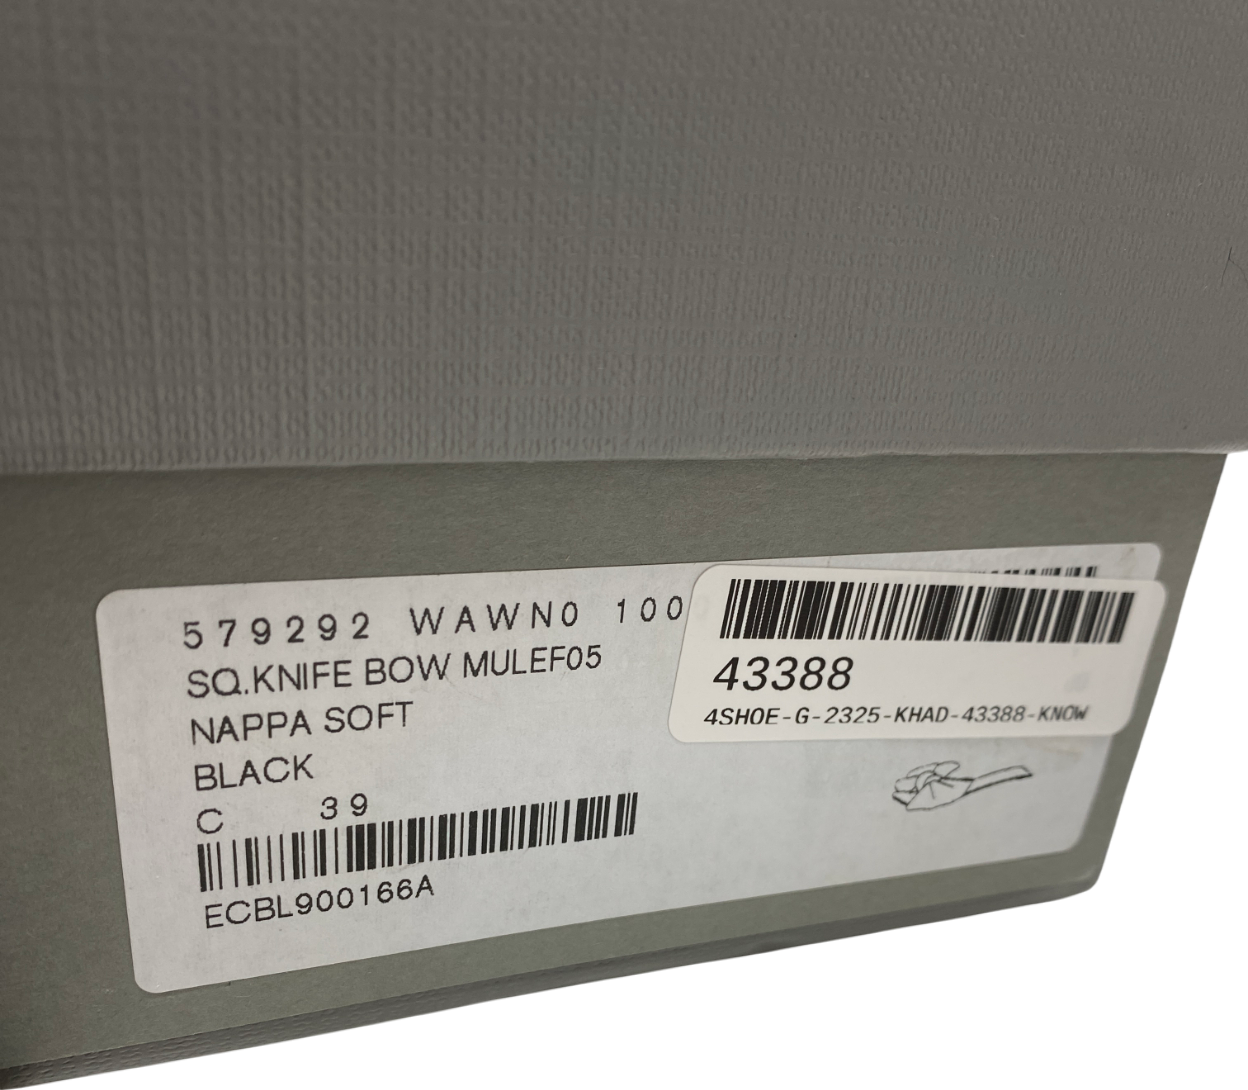 579292 WAWN0 100
SQ.KNIFE BOW MULEF05
NAPPA SOFT
BLACK
C 39
ECBL900166A
43388
4SHOE-G-2325-KHAD-43388-KNOW